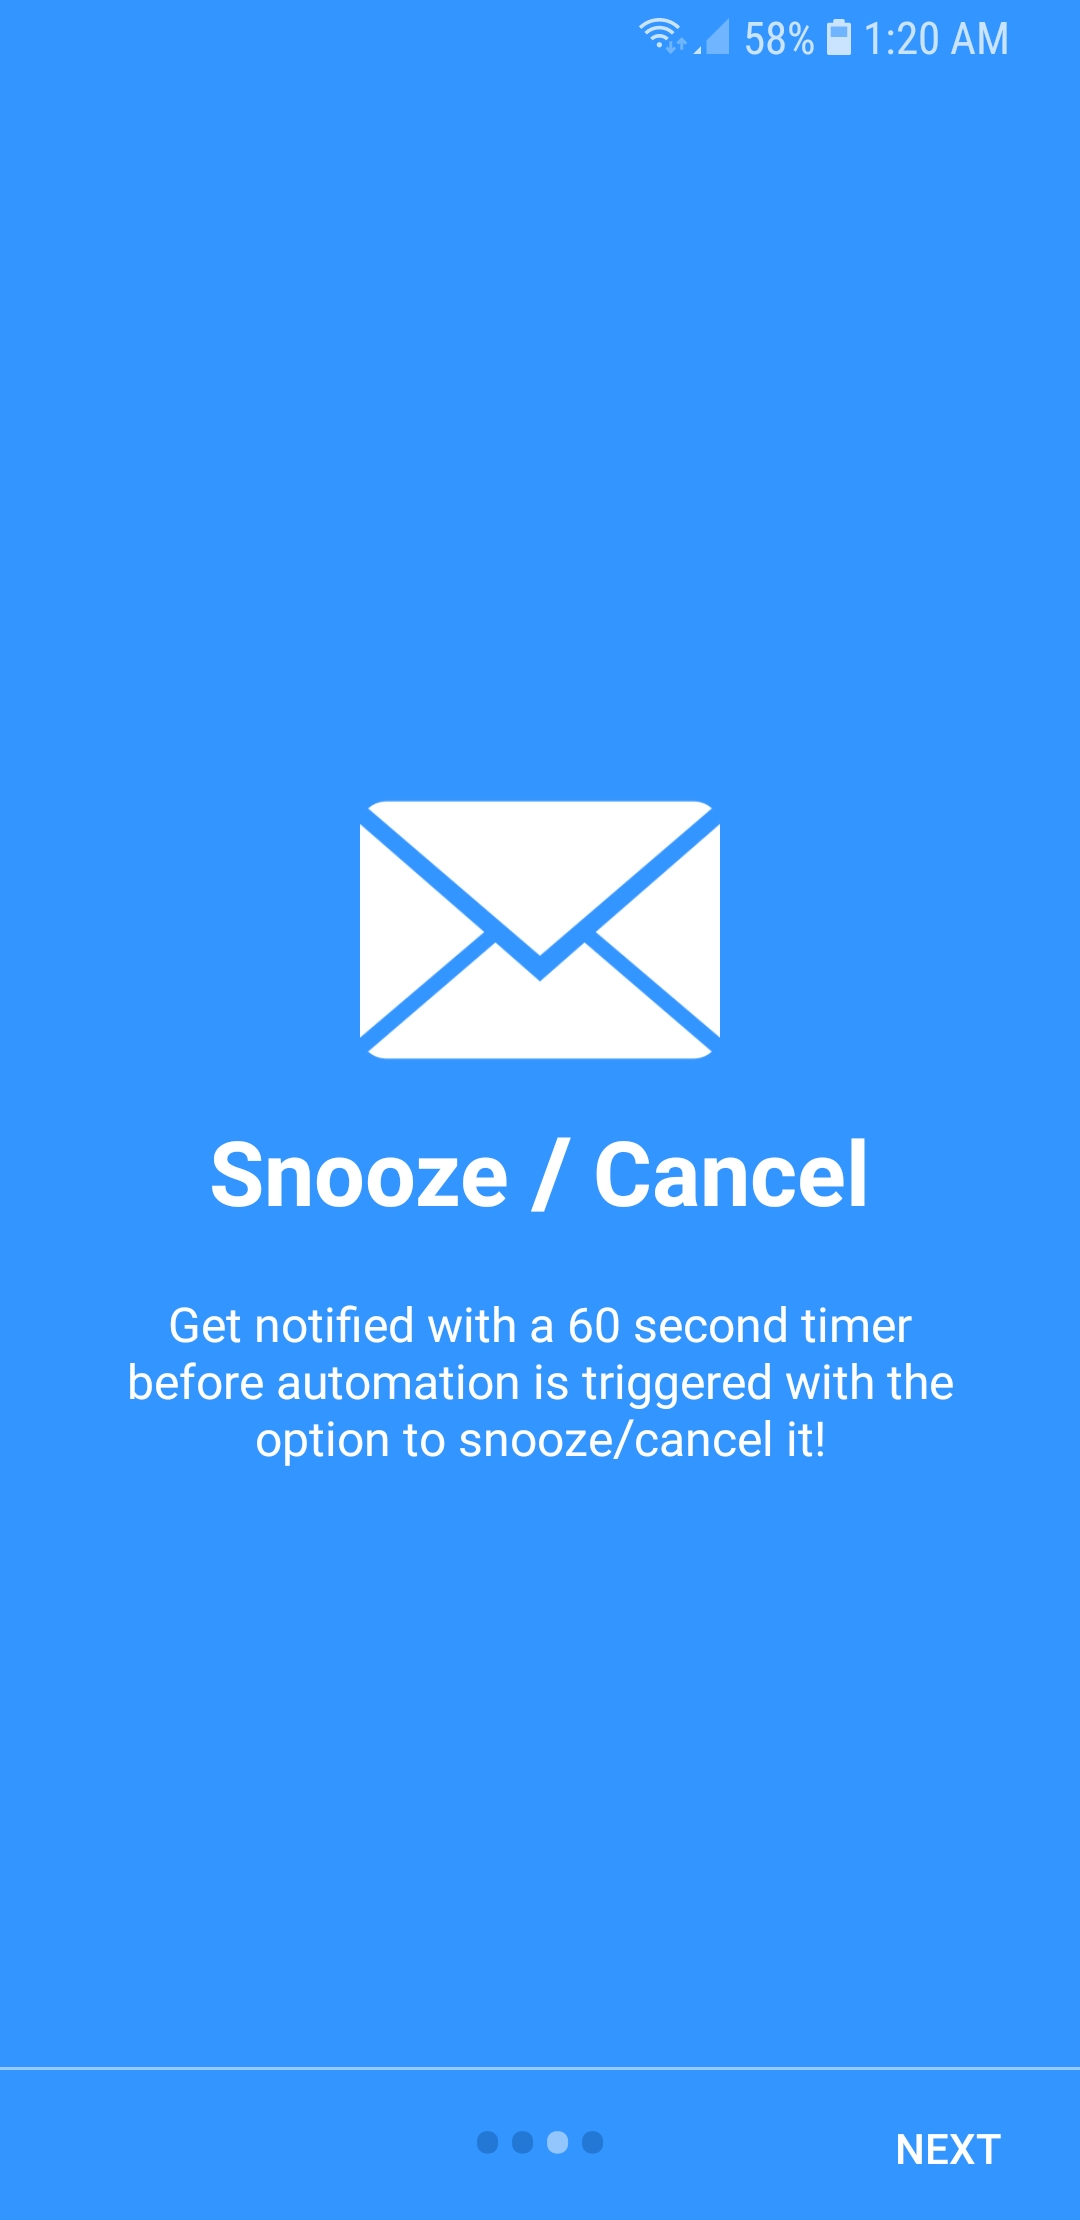 58% 1:20 AM
Snooze / Cancel
Get notified with a 60 second timer
before automation is triggered with the
option to snooze/cancel it!
NEXT